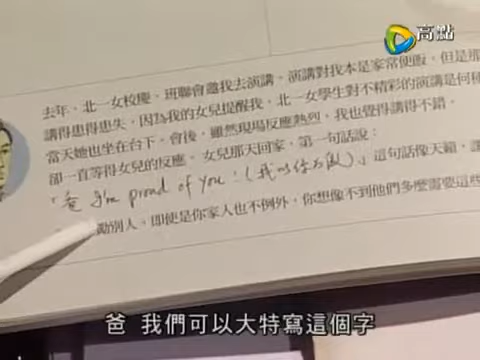 高點
去年，北一女校慶，班聯會邀我去演講，演講對我本是家常便飯，但是那
講得患得患失，因為我的女兒提醒我，北一女學生對不精彩的演講是何種
當天她也坐在台下。會後，雖然現場反應熱烈，我也覺得講得不錯，
卻一直等得女兒的反應。女兒那天回家，第一句話說：
「爸 I'm proud of you！(我以你為傲)」這句話像天籟，讓
勵別人，即使是你家人也不例外，你想像不到他們多麼需要這些
爸 我們可以大特寫這個字